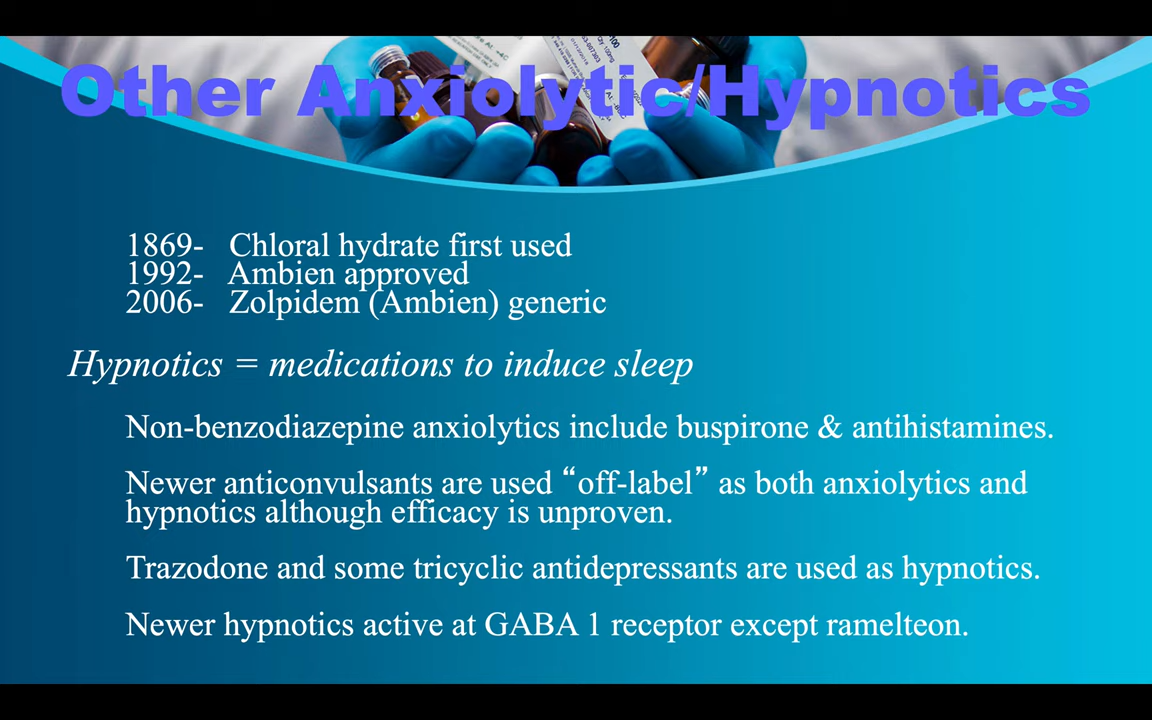 Other Anxiolytic/Hypnotics
1869- Chloral hydrate first used
1992- Ambien approved
2006- Zolpidem (Ambien) generic
Hypnotics = medications to induce sleep
Non-benzodiazepine anxiolytics include buspirone & antihistamines.
Newer anticonvulsants are used “off-label” as both anxiolytics and
hypnotics although efficacy is unproven.
Trazodone and some tricyclic antidepressants are used as hypnotics.
Newer hypnotics active at GABA 1 receptor except ramelteon.